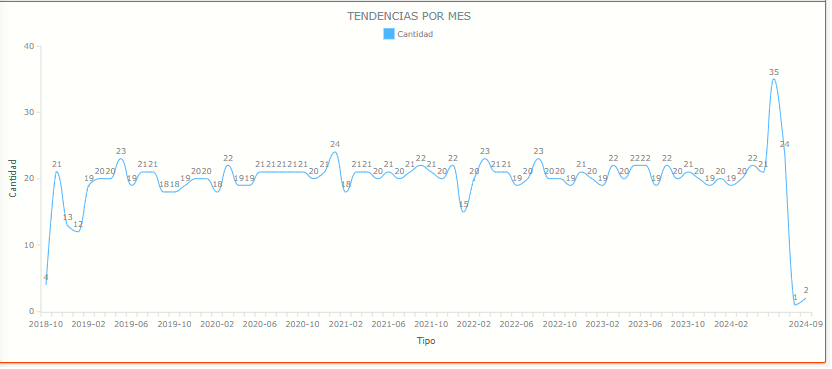 TENDENCIAS POR MES
Cantidad
40
30
20
10
0
Cantidad
4 21 13 12 19 20 20 23 19 21 21 18 18 19 20 20 18 22 19 19 21 21 21 21 21 20 21 24 18 21 21 20 21 20 21 22 21 20 22 15 20 23 21 21 19 20 23 20 20 19 21 20 19 22 20 22 22 19 22 20 21 20 19 20 19 20 22 21 35 24 1 2
2018-10 2019-02 2019-06 2019-10 2020-02 2020-06 2020-10 2021-02 2021-06 2021-10 2022-02 2022-06 2022-10 2023-02 2023-06 2023-10 2024-02 2024-09
Tipo